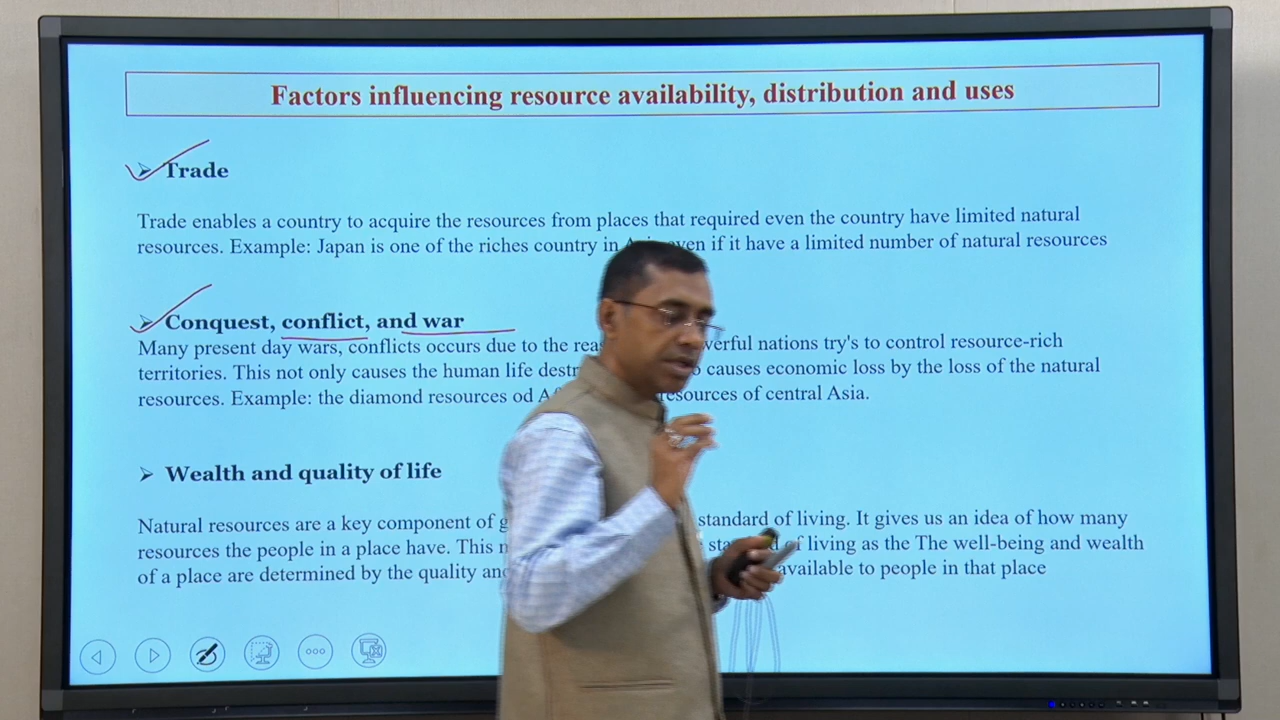 Factors influencing resource availability, distribution and uses
➢ Trade
Trade enables a country to acquire the resources from places that required even the country have limited natural
resources. Example: Japan is one of the riches country in even if it have a limited number of natural resources
➢ Conquest, conflict, and war
Many present day wars, conflicts occurs due to the nations try's to control resource-rich
territories. This not only causes the human life causes economic loss by the loss of the natural
resources. Example: the diamond resources od resources of central Asia.
➢ Wealth and quality of life
Natural resources are a key component of standard of living. It gives us an idea of how many
resources the people in a place have. This of living as the The well-being and wealth
of a place are determined by the quality available to people in that place